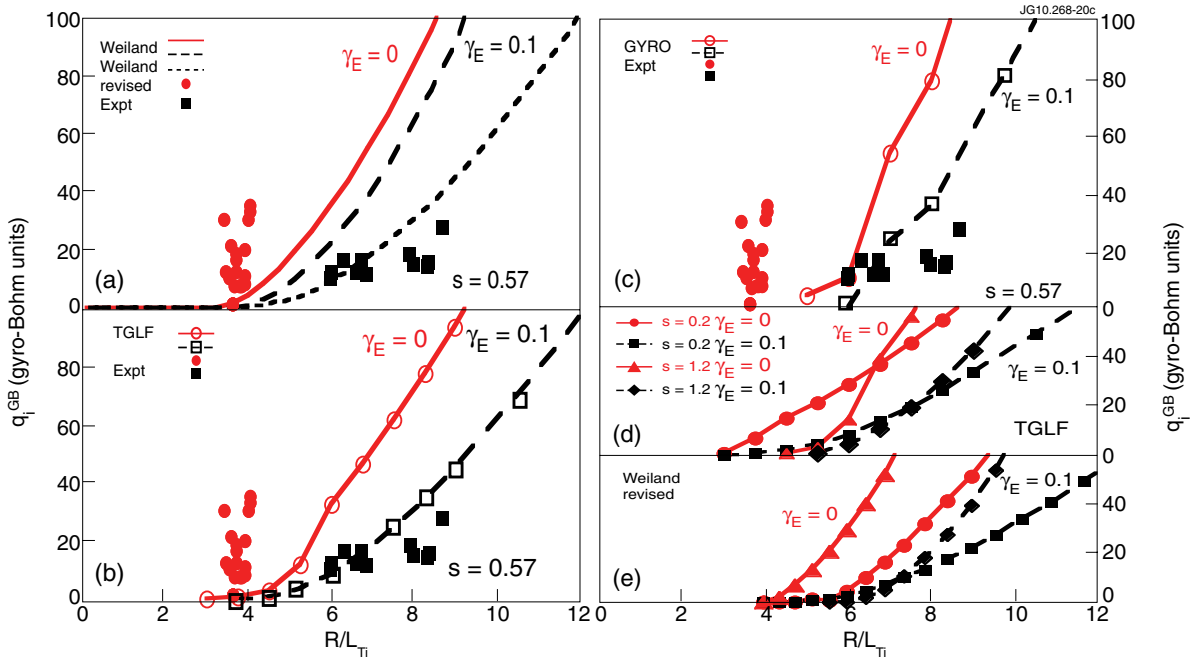 JG10.268-20c
100
80
60
40
20
0
Weiland
Weiland
revised
Expt
γE = 0
γE = 0.1
(a)
s = 0.57
80
60
40
20
0
TGLF
Expt
γE = 0
γE = 0.1
(b)
s = 0.57
0
2
4
6
8
10
12
R/LTi
qiGB (gyro-Bohm units)
GYRO
Expt
γE = 0
γE = 0.1
(c)
s = 0.57
100
80
60
40
20
0
s = 0.2 γE = 0
s = 0.2 γE = 0.1
s = 1.2 γE = 0
s = 1.2 γE = 0.1
γE = 0
γE = 0.1
(d)
TGLF
40
20
0
Weiland
revised
γE = 0
γE = 0.1
(e)
40
20
0
2
4
6
8
10
12
R/LTi
qiGB (gyro-Bohm units)